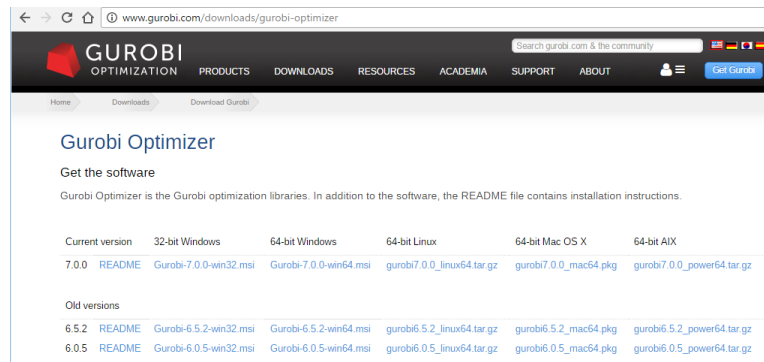 www.gurobi.com/downloads/gurobi-optimizer
Search gurobi.com & the community
GUROBI
OPTIMIZATION PRODUCTS DOWNLOADS RESOURCES ACADEMIA SUPPORT ABOUT Get Gurobi
Home Downloads Download Gurobi
Gurobi Optimizer
Get the software
Gurobi Optimizer is the Gurobi optimization libraries. In addition to the software, the README file contains installation instructions.
Current version 32-bit Windows 64-bit Windows 64-bit Linux 64-bit Mac OS X 64-bit AIX
7.0.0 README Gurobi-7.0.0-win32.msi Gurobi-7.0.0-win64.msi gurobi7.0.0_linux64.tar.gz gurobi7.0.0_mac64.pkg gurobi7.0.0_power64.tar.gz
Old versions
6.5.2 README Gurobi-6.5.2-win32.msi Gurobi-6.5.2-win64.msi gurobi6.5.2_linux64.tar.gz gurobi6.5.2_mac64.pkg gurobi6.5.2_power64.tar.gz
6.0.5 README Gurobi-6.0.5-win32.msi Gurobi-6.0.5-win64.msi gurobi6.0.5_linux64.tar.gz gurobi6.0.5_mac64.pkg gurobi6.0.5_power64.tar.gz